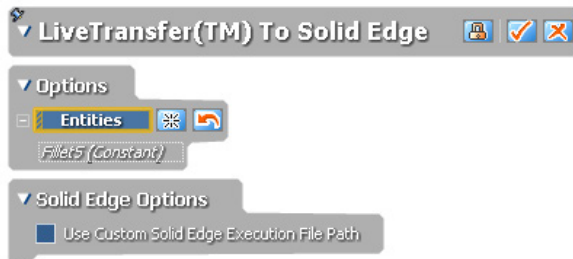 LiveTransfer(TM) To Solid Edge
Options
Entities
Fillet5 (Constant)
Solid Edge Options
Use Custom Solid Edge Execution File Path